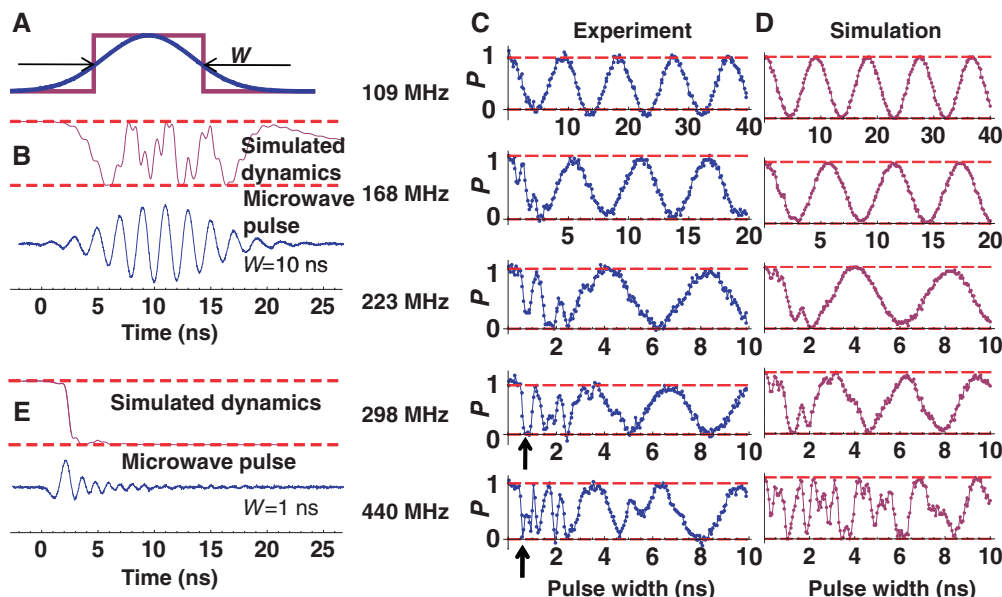 A
W
B
Simulated
dynamics
Microwave
pulse
W=10 ns
0 5 10 15 20 25
Time (ns)
E
Simulated dynamics
Microwave pulse
W=1 ns
0 5 10 15 20 25
Time (ns)
C
Experiment
D
Simulation
109 MHz
P
1
0
10 20 30 40
10 20 30 40
168 MHz
1
0
5 10 15 20
5 10 15 20
223 MHz
1
0
2 4 6 8 10
2 4 6 8 10
298 MHz
1
0
2 4 6 8 10
2 4 6 8 10
440 MHz
P
1
0
2 4 6 8 10
2 4 6 8 10
Pulse width (ns)
Pulse width (ns)